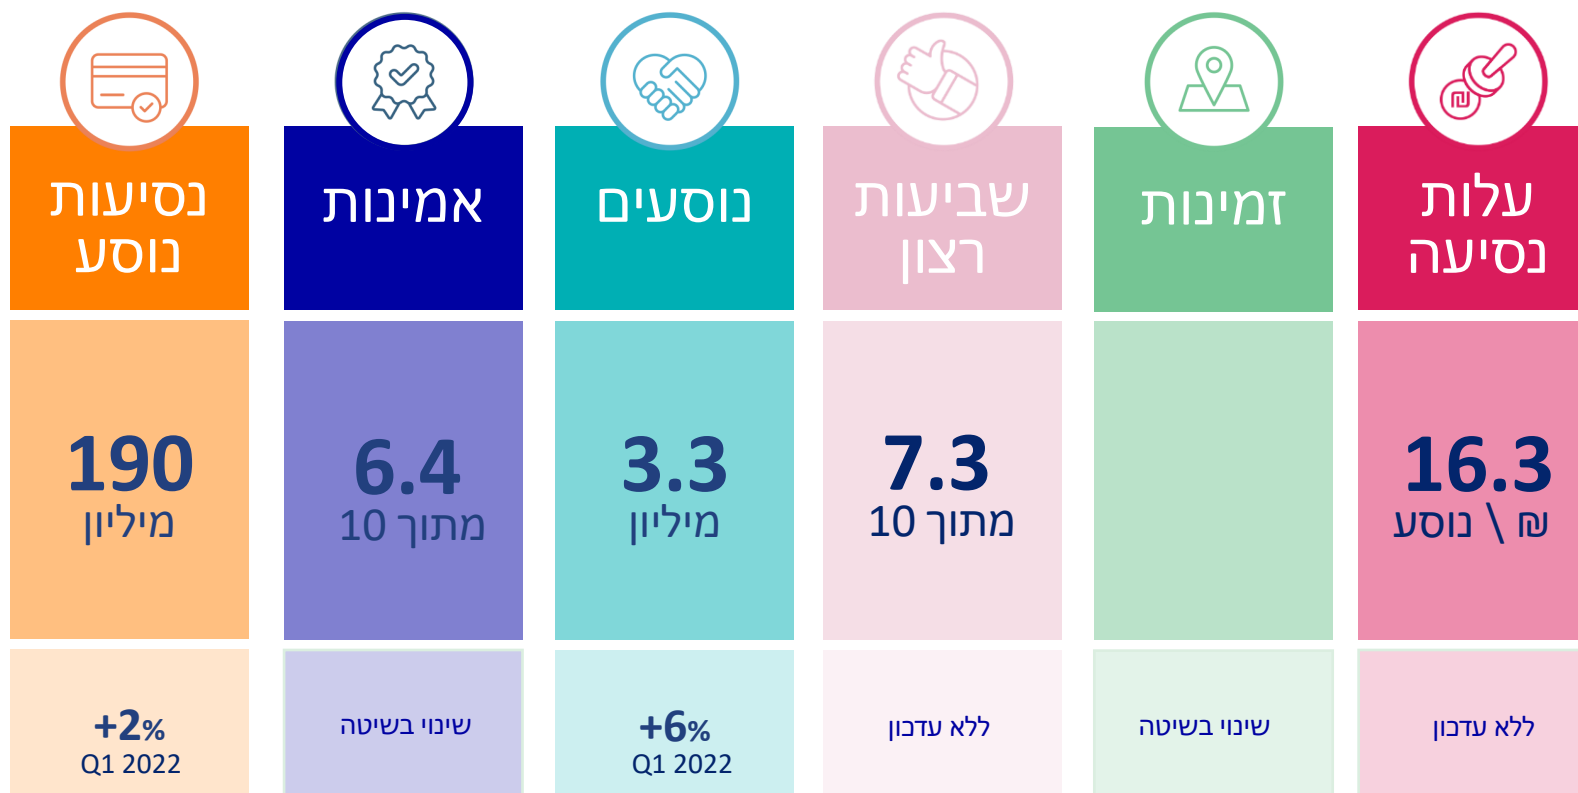 עלות
נסיעה
16.3
₪ \ נוסע
ללא עדכון
זמינות
שינוי בשיטה
שביעות
רצון
7.3
מתוך 10
ללא עדכון
נוסעים
3.3
מיליון
+6%
Q1 2022
אמינות
6.4
מתוך 10
שינוי בשיטה
נסיעות
נוסע
190
מיליון
+2%
Q1 2022